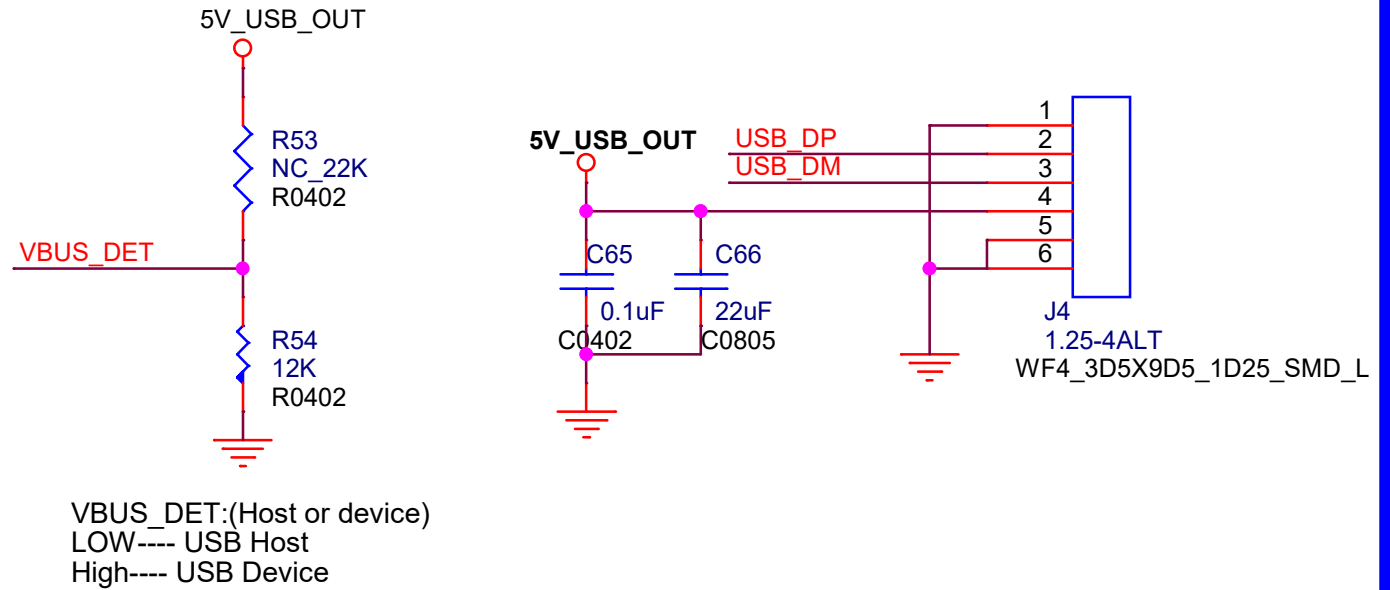 5V_USB_OUT
R53
NC_22K
R0402
VBUS_DET
R54
12K
R0402
VBUS_DET:(Host or device)
LOW---- USB Host
High---- USB Device
5V_USB_OUT
USB_DP
USB_DM
C65
0.1uF
C0402
C66
22uF
C0805
1
2
3
4
5
6
J4
1.25-4ALT
WF4_3D5X9D5_1D25_SMD_L